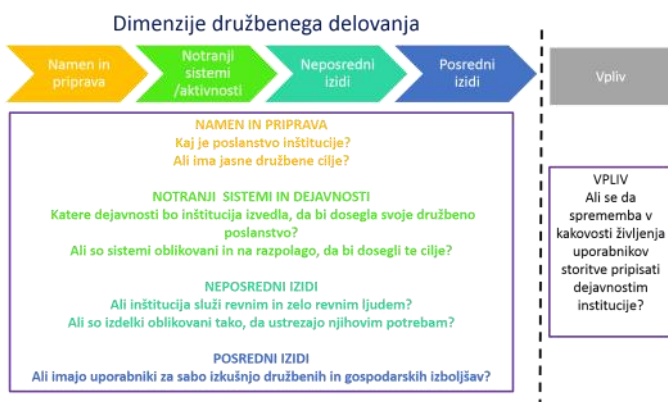 Dimenzije družbenega delovanja
Namen in
priprava
Notranji
sistemi
/aktivnosti
Neposredni
izidi
Posredni
izidi
Vpliv
NAMEN IN PRIPRAVA
Kaj je poslanstvo inštitucije?
Ali ima jasne družbene cilje?
NOTRANJI SISTEMI IN DEJAVNOSTI
Katere dejavnosti bo inštitucija izvedla, da bi dosegla svoje družbeno
poslanstvo?
Ali so sistemi oblikovani in na razpolago, da bi dosegli te cilje?
NEPOSREDNI IZIDI
Ali inštitucija služi revnim in zelo revnim ljudem?
Ali so izdelki oblikovani tako, da ustrezajo njihovim potrebam?
POSREDNI IZIDI
Ali imajo uporabniki za sabo izkušnjo družbenih in gospodarskih izboljšav?
VPLIV
Ali se da
sprememba v
kakovosti življenja
uporabnikov
storitve pripisati
dejavnostim
institucije?